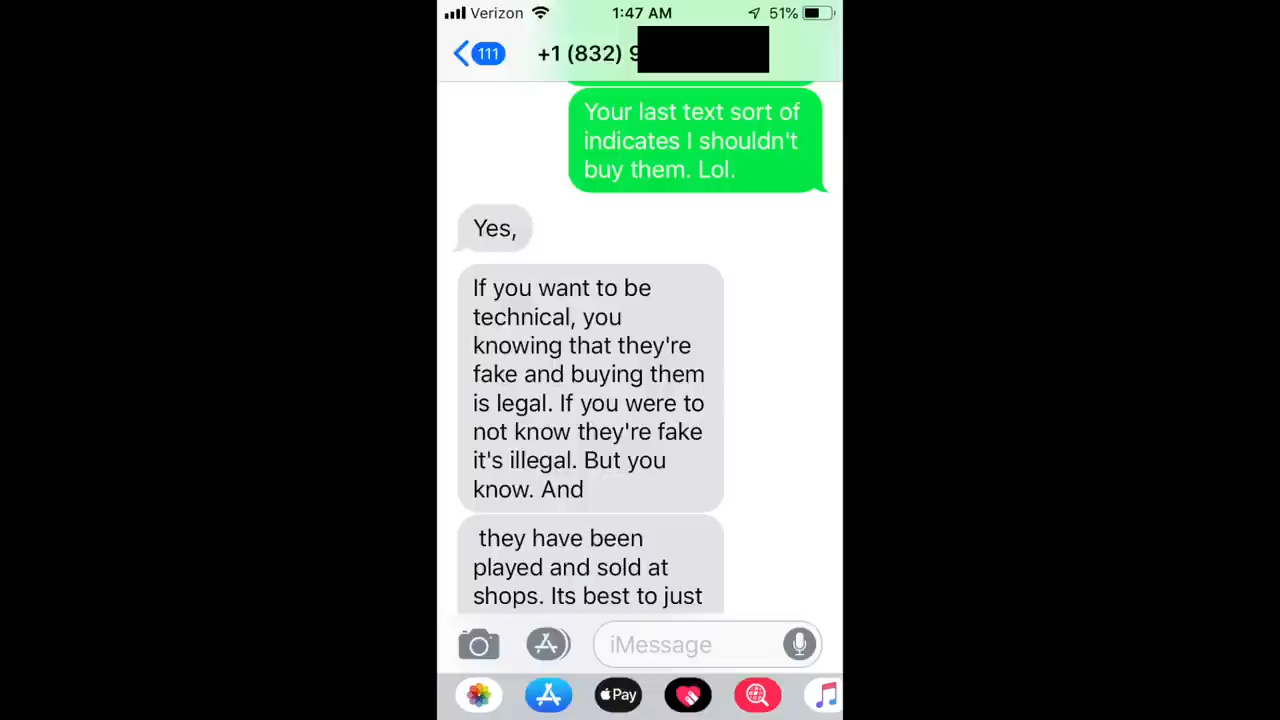 Verizon 1:47 AM 51%
111 +1 (832) 9
Your last text sort of
indicates I shouldn't
buy them. Lol.
Yes,
If you want to be
technical, you
knowing that they're
fake and buying them
is legal. If you were to
not know they're fake
it's illegal. But you
know. And
they have been
played and sold at
shops. Its best to just
iMessage
Pay